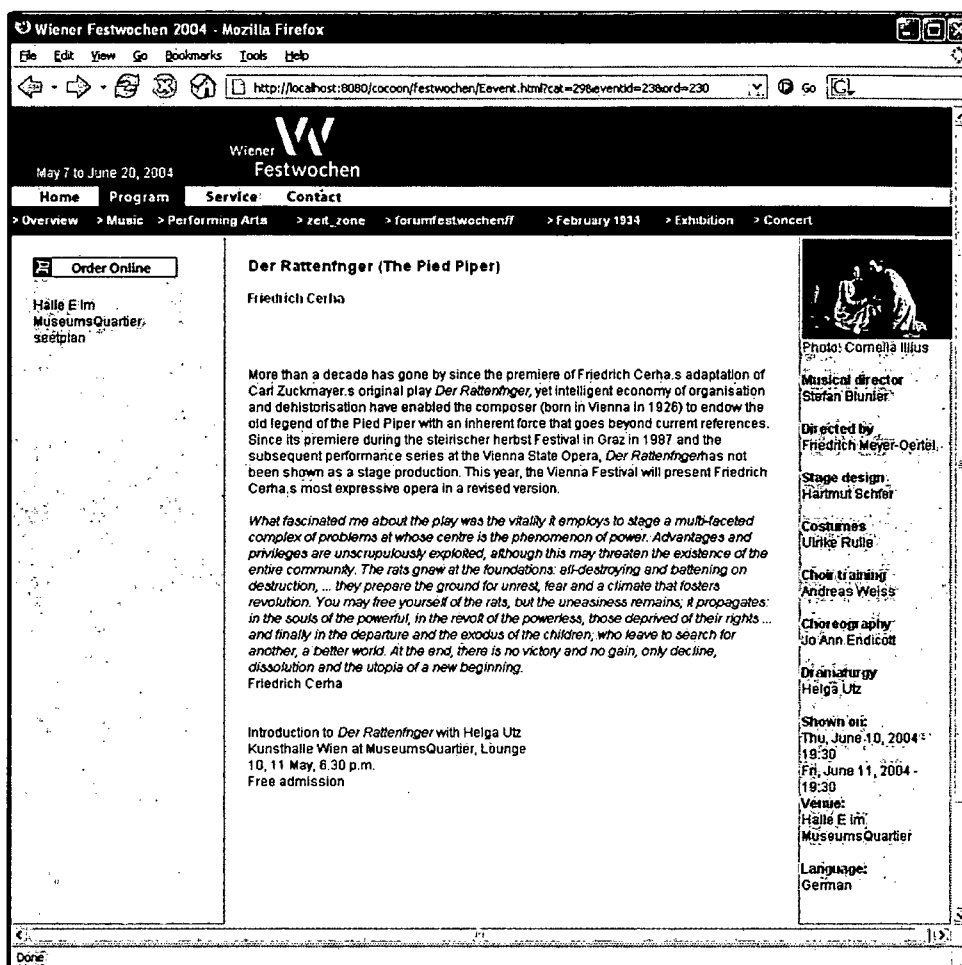 Wiener Festwochen 2004 - Mozilla Firefox
File Edit View Go Bookmarks Tools Help
http://localhost:8080/cocoon/festwochen/Eevent.html?cat=29&eventid=23&ord=230 Go
Wiener
Festwochen
May 7 to June 20, 2004
Home Program Service Contact
> Overview > Music > Performing Arts > zeit_zone > forumfestwochenff > February 1934 > Exhibition > Concert
Order Online
Halle E im
MuseumsQuartier
seetplan
Der Rattenfnger (The Pied Piper)
Friedrich Cerha
More than a decade has gone by since the premiere of Friedrich Cerha.s adaptation of
Carl Zuckmayer.s original play Der Rattenfnger, yet intelligent economy of organisation
and dehistorisation have enabled the composer (born in Vienna in 1926) to endow the
old legend of the Pied Piper with an inherent force that goes beyond current references.
Since its premiere during the steirischer herbst Festival in Graz in 1987 and the
subsequent performance series at the Vienna State Opera, Der Rattenfngerhas not
been shown as a stage production. This year, the Vienna Festival will present Friedrich
Cerha.s most expressive opera in a revised version.
What fascinated me about the play was the vitality it employs to stage a multi-faceted
complex of problems at whose centre is the phenomenon of power. Advantages and
privileges are unscrupulously exploited, although this may threaten the existence of the
entire community. The rats gnaw at the foundations: all-destroying and battening on
destruction, ... they prepare the ground for unrest, fear and a climate that fosters
revolution. You may free yourself of the rats, but the uneasiness remains; it propagates:
in the souls of the powerful, in the revolt of the powerless, those deprived of their rights ...
and finally in the departure and the exodus of the children, who leave to search for
another, a better world. At the end, there is no victory and no gain, only decline,
dissolution and the utopia of a new beginning.
Friedrich Cerha
Introduction to Der Rattenfnger with Helga Utz
Kunsthalle Wien at MuseumsQuartier, Lounge
10, 11 May, 6.30 p.m.
Free admission
Photo: Cornelia Illius
Musical director
Stefan Blunier
Directed by
Friedrich Meyer-Oertel
Stage design
Hartmut Schfer
Costumes
Ulrike Rulle
Choir training
Andreas Weiss
Choreography
Jo Ann Endicott
Dramaturgy
Helga Utz
Shown on:
Thu, June 10, 2004 -
19:30
Fri, June 11, 2004 -
19:30
Venue:
Halle E im
MuseumsQuartier
Language:
German
Done